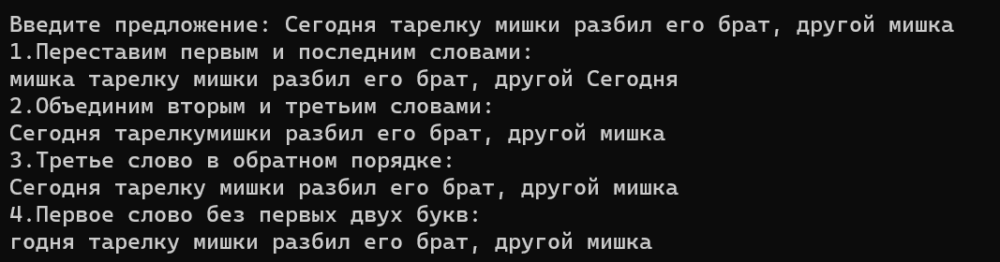 Введите предложение: Сегодня тарелку мишки разбил его брат, другой мишка
1.Переставим первым и последним словами:
мишка тарелку мишки разбил его брат, другой Сегодня
2.Объединим вторым и третьим словами:
Сегодня тарелкумишки разбил его брат, другой мишка
3.Третье слово в обратном порядке:
Сегодня тарелку мишки разбил его брат, другой мишка
4.Первое слово без первых двух букв:
годня тарелку мишки разбил его брат, другой мишка